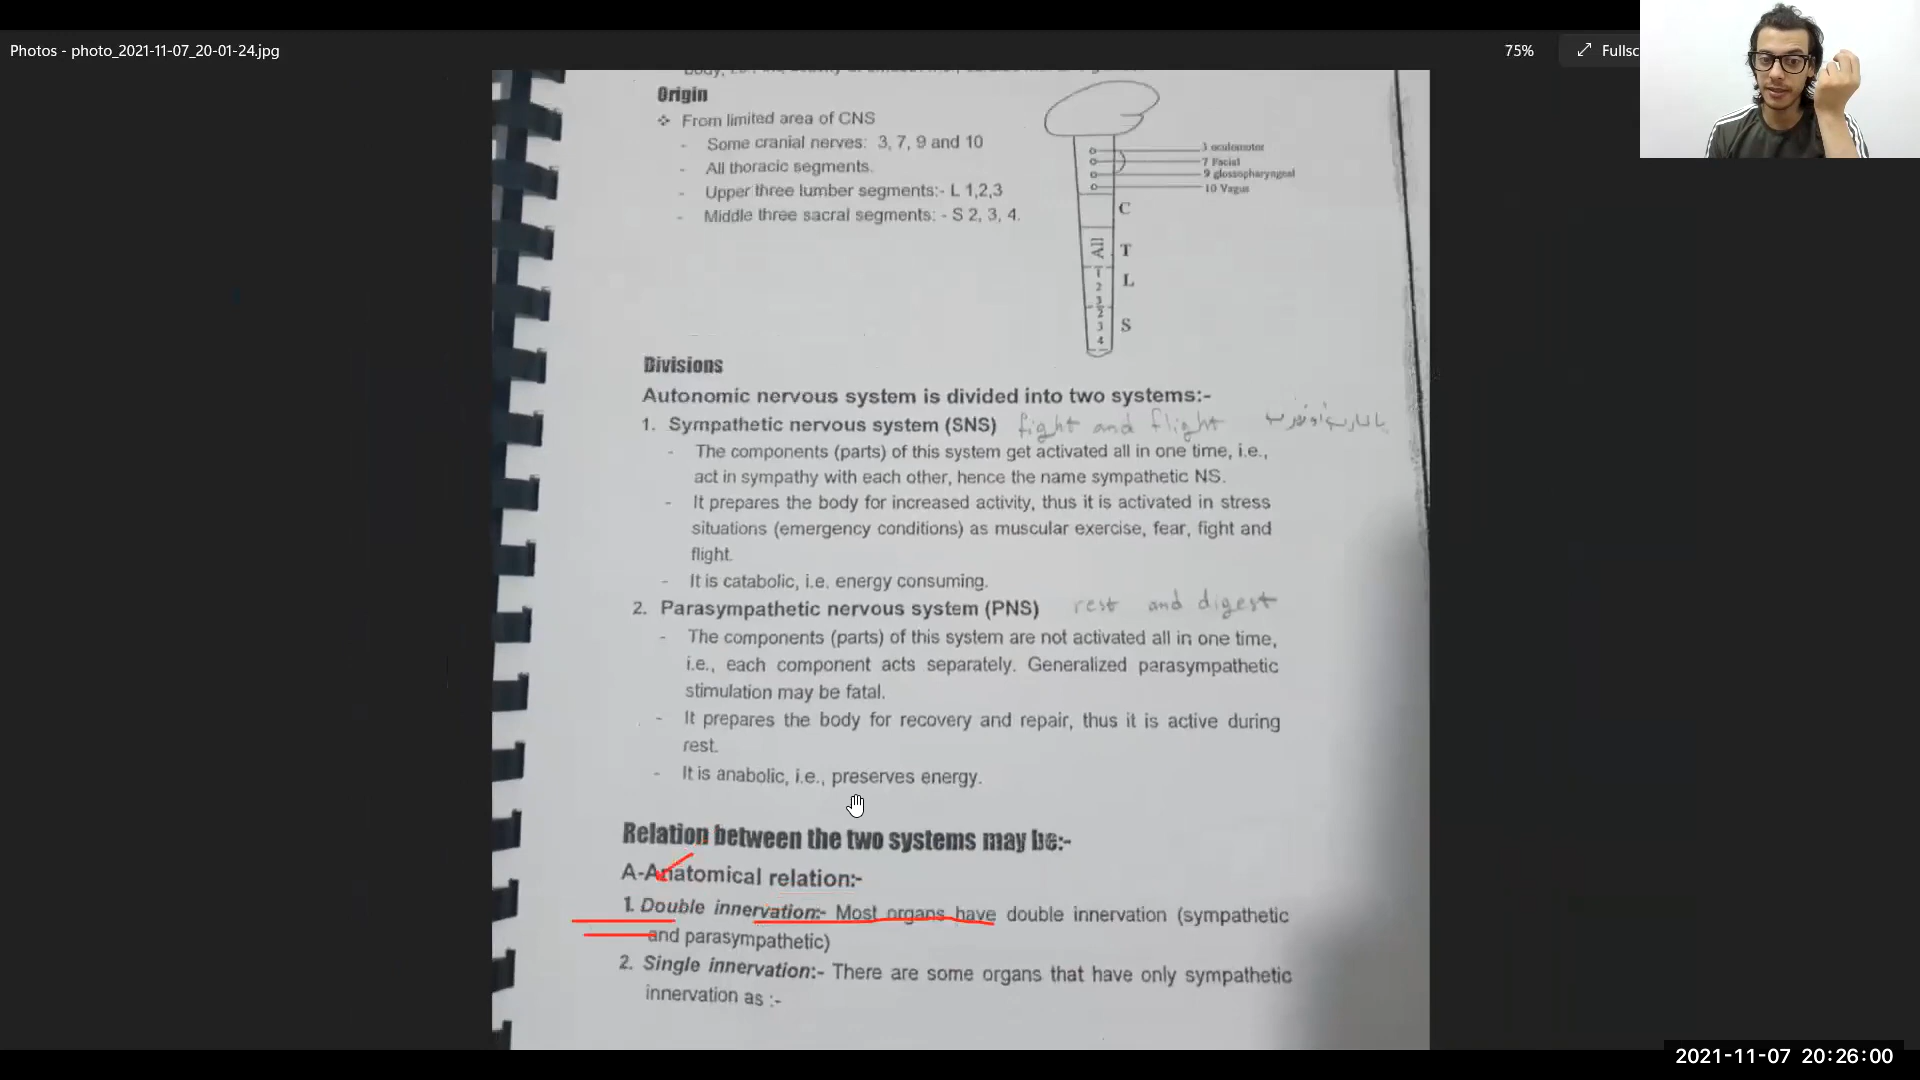 Photos - photo_2021-11-07_20-01-24.jpg
75%
Fullsc
Origin
❖ From limited area of CNS
- Some cranial nerves: 3, 7, 9 and 10
- All thoracic segments.
- Upper three lumber segments:- L 1,2,3
- Middle three sacral segments: - S 2, 3, 4.
3 oculomotor
7 Facial
9 glossopharyngeal
10 Vagus
C
All T
1
2 L
3
2
3 S
4
Divisions
Autonomic nervous system is divided into two systems:-
1. Sympathetic nervous system (SNS) fight and flight
- The components (parts) of this system get activated all in one time, i.e.,
act in sympathy with each other, hence the name sympathetic NS.
- It prepares the body for increased activity, thus it is activated in stress
situations (emergency conditions) as muscular exercise, fear, fight and
flight.
- It is catabolic, i.e. energy consuming.
2. Parasympathetic nervous system (PNS) rest and digest
- The components (parts) of this system are not activated all in one time,
i.e., each component acts separately. Generalized parasympathetic
stimulation may be fatal.
- It prepares the body for recovery and repair, thus it is active during
rest.
- It is anabolic, i.e., preserves energy.
Relation between the two systems may be:-
A-Anatomical relation:-
1. Double innervation:- Most organs have double innervation (sympathetic
and parasympathetic)
2. Single innervation:- There are some organs that have only sympathetic
innervation as :-
2021-11-07 20:26:00